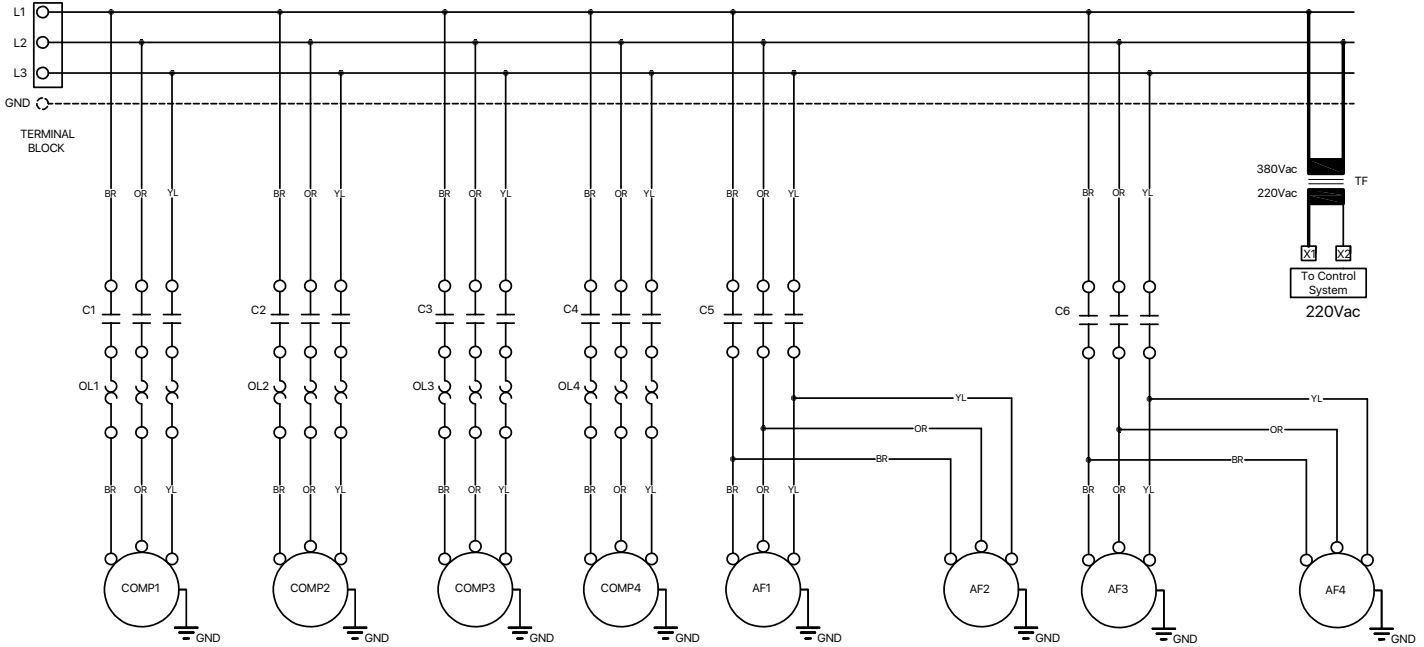 L1
L2
L3
GND
TERMINAL
BLOCK
380Vac
220Vac
TF
BR OR YL BR OR YL BR OR YL BR OR YL BR OR YL BR OR YL
X1 X2
To Control
System
220Vac
C1 C2 C3 C4 C5 C6
OL1 OL2 OL3 OL4
YL YL
OR OR
BR BR
BR OR YL BR OR YL BR OR YL BR OR YL BR OR YL BR OR YL
COMP1 COMP2 COMP3 COMP4 AF1 AF2 AF3 AF4
GND GND GND GND GND GND GND GND